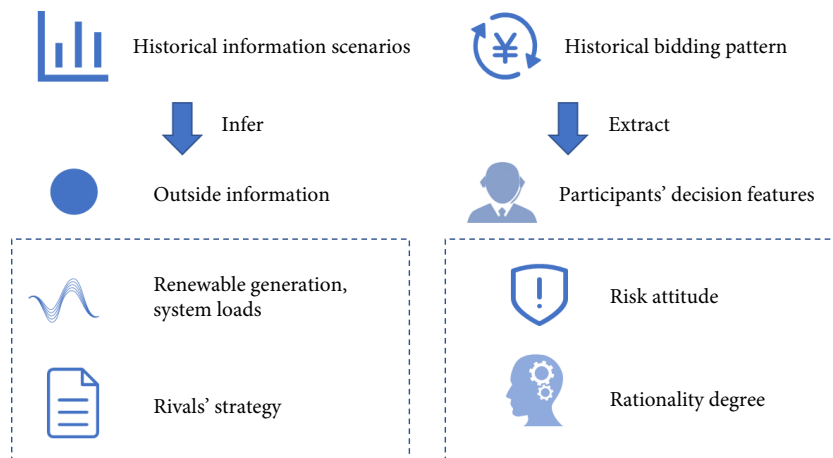 Historical information scenarios
Infer
Outside information
Renewable generation,
system loads
Rivals’ strategy
¥
Historical bidding pattern
Extract
Participants’ decision features
Risk attitude
Rationality degree